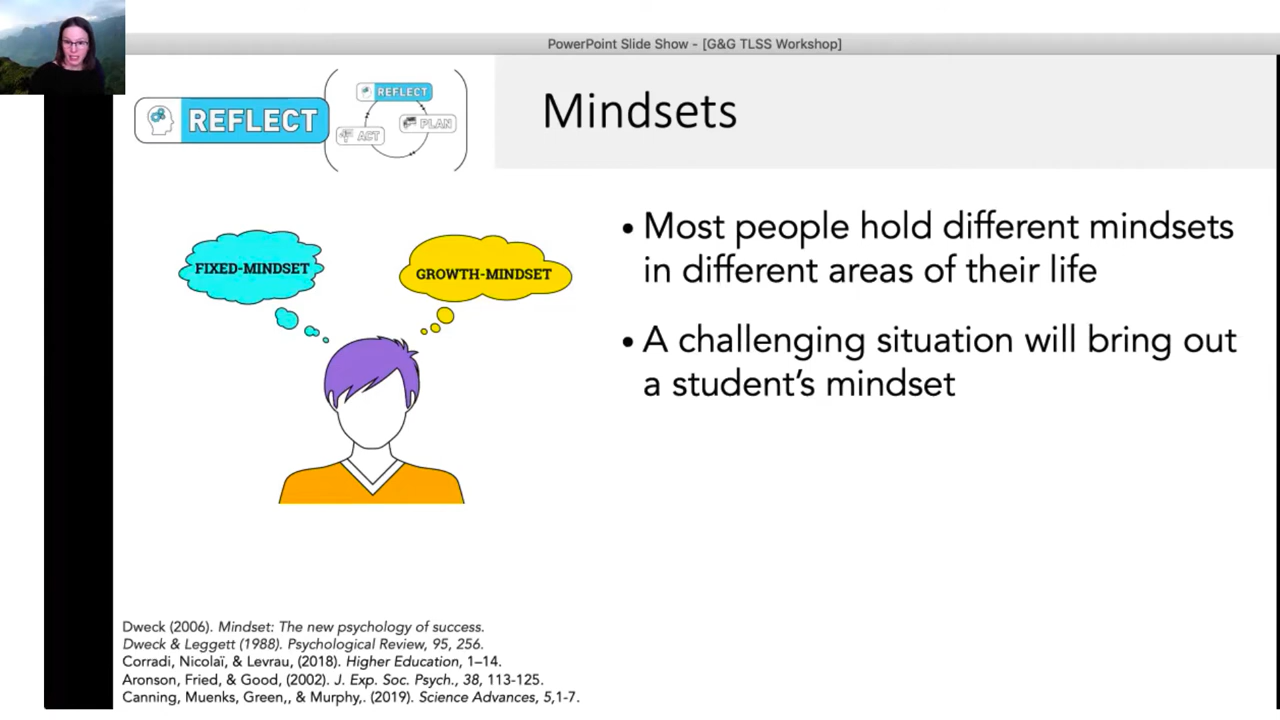 PowerPoint Slide Show - [G&G TLSS Workshop]
REFLECT
REFLECT
PLAN
ACT
Mindsets
FIXED-MINDSET
GROWTH-MINDSET
• Most people hold different mindsets
in different areas of their life
• A challenging situation will bring out
a student's mindset
Dweck (2006). Mindset: The new psychology of success.
Dweck & Leggett (1988). Psychological Review, 95, 256.
Corradi, Nicolaï, & Levrau, (2018). Higher Education, 1–14.
Aronson, Fried, & Good, (2002). J. Exp. Soc. Psych., 38, 113-125.
Canning, Muenks, Green,, & Murphy,. (2019). Science Advances, 5,1-7.